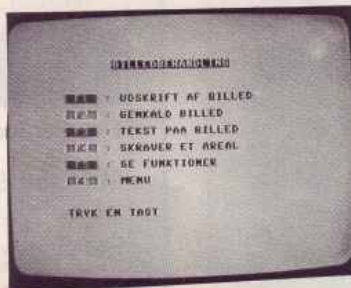 BILLEDBEHANDLING
: UDSKRIFT AF BILLED
: GENKALD BILLED
: TEKST PAA BILLED
: SKRAVER ET AREAL
: SE FUNKTIONER
: MENU
TRYK EN TAST